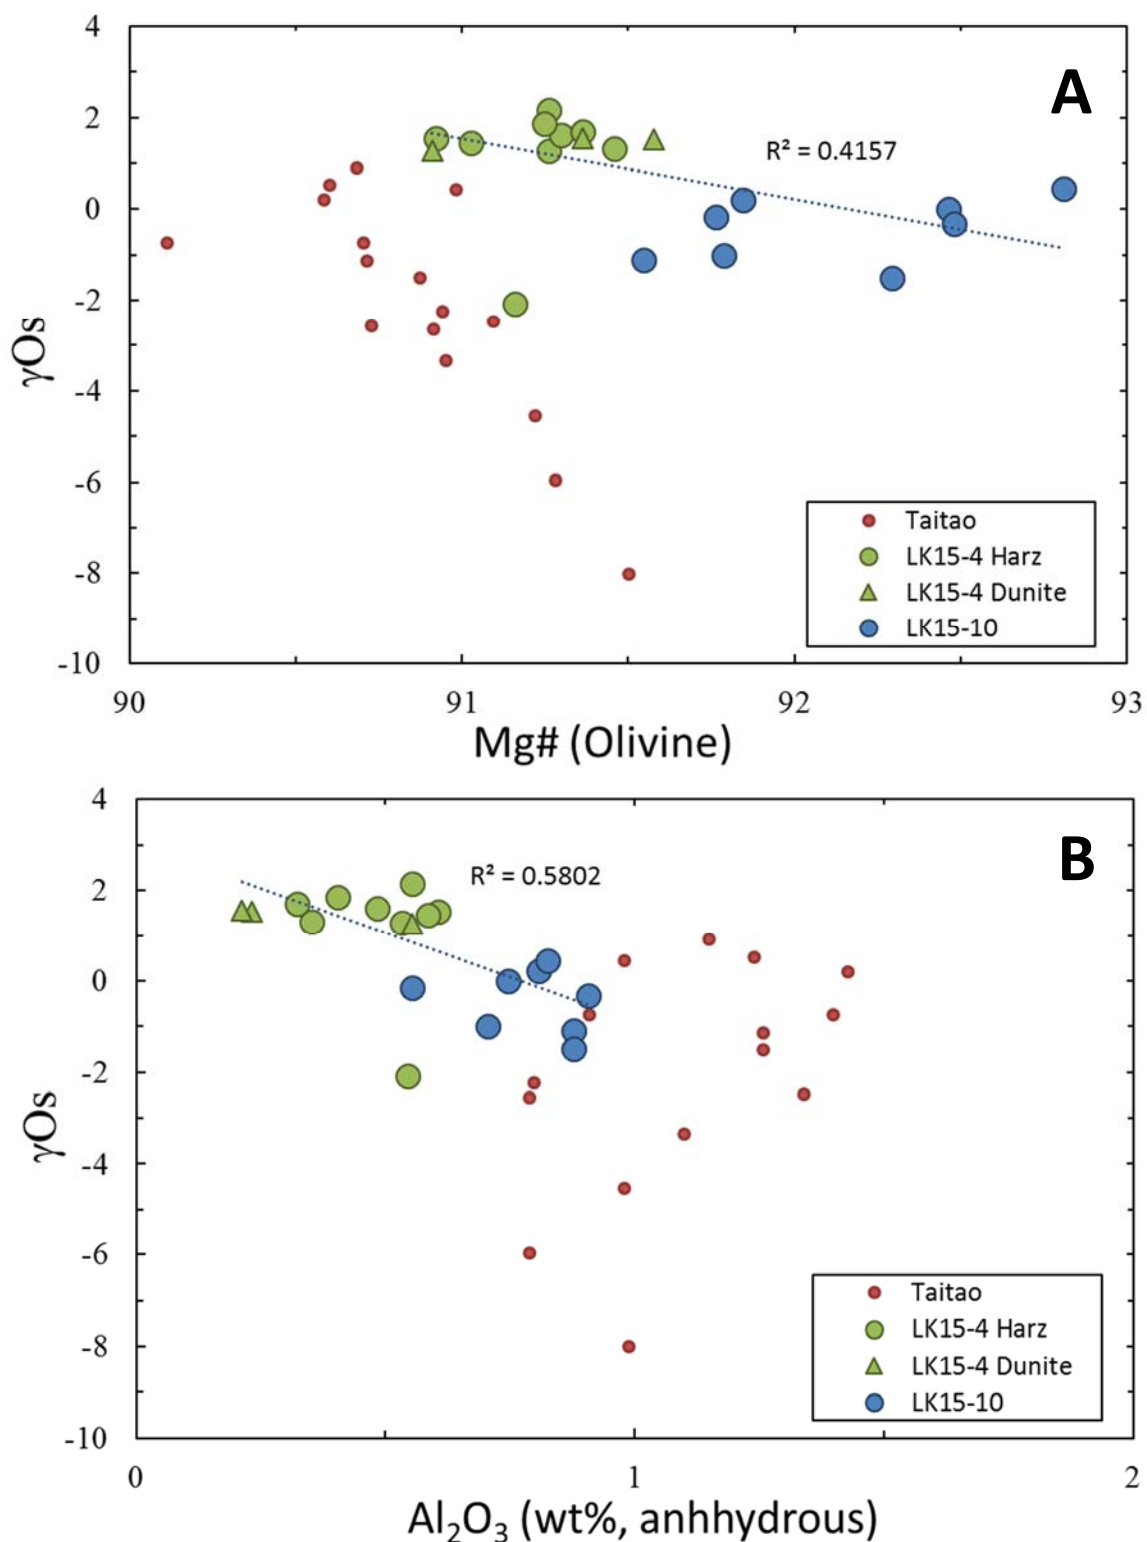 A
4
2
0
-2
-4
-6
-8
-10
γOs
R² = 0.4157
Taitao
LK15-4 Harz
LK15-4 Dunite
LK15-10
90 91 92 93
Mg# (Olivine)
B
4
2
0
-2
-4
-6
-8
-10
γOs
R² = 0.5802
Taitao
LK15-4 Harz
LK15-4 Dunite
LK15-10
0 1 2
Al₂O₃ (wt%, anhhydrous)